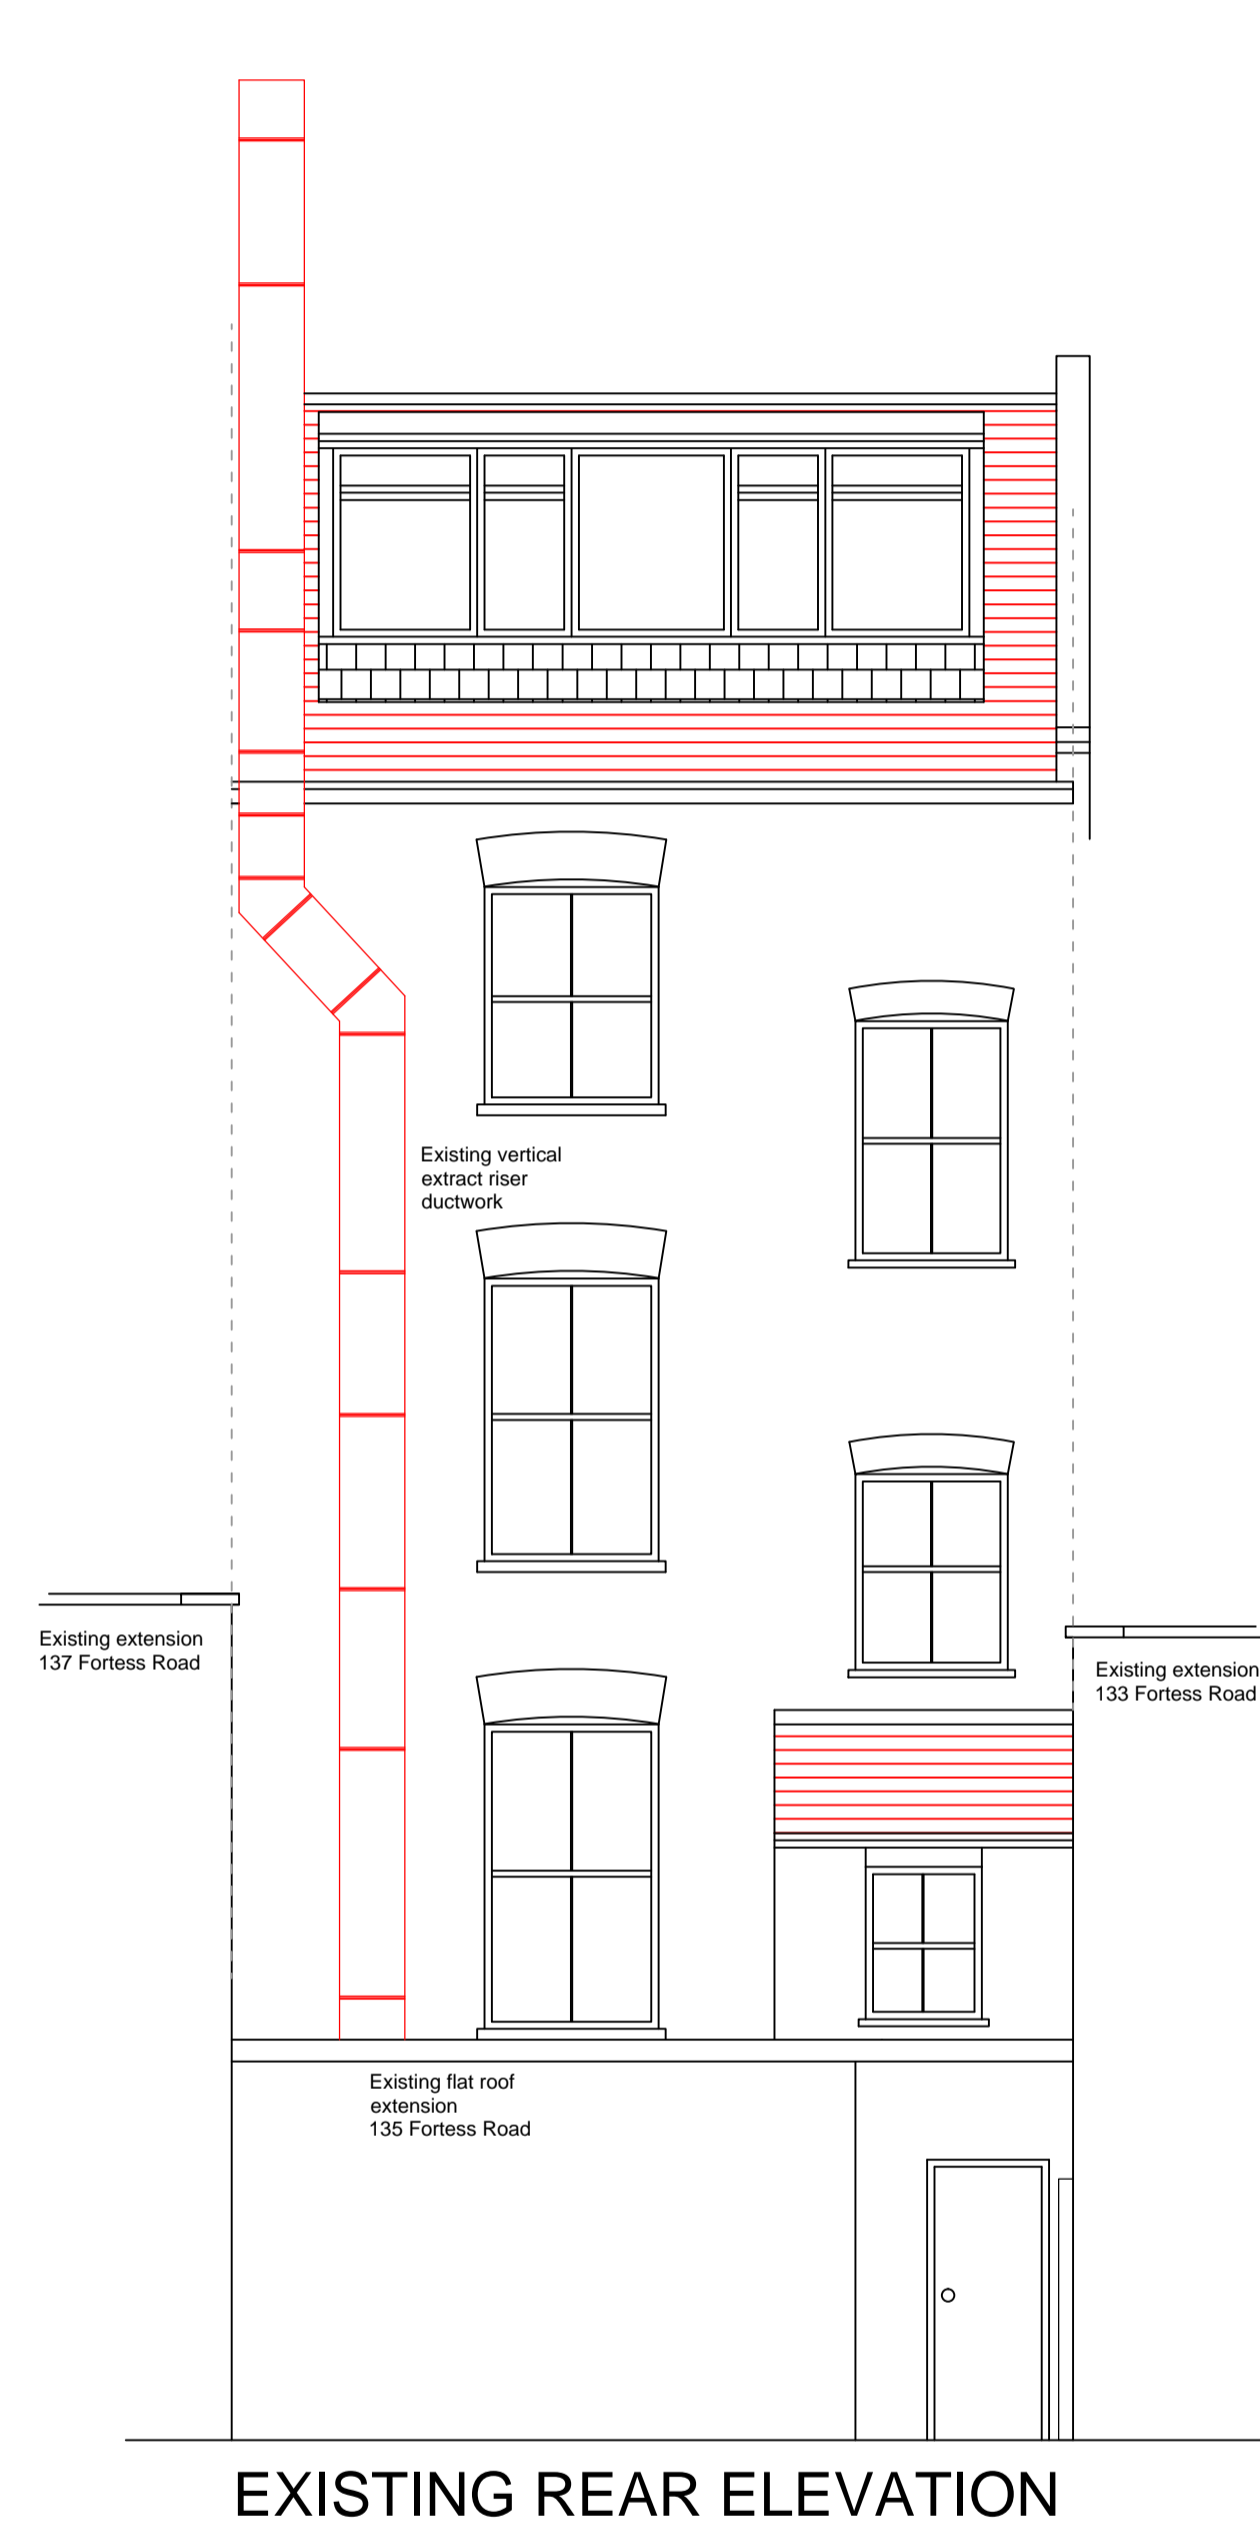 Existing vertical
extract riser
ductwork
Existing extension
137 Fortess Road
Existing extension
133 Fortess Road
Existing flat roof
extension
135 Fortess Road
EXISTING REAR ELEVATION